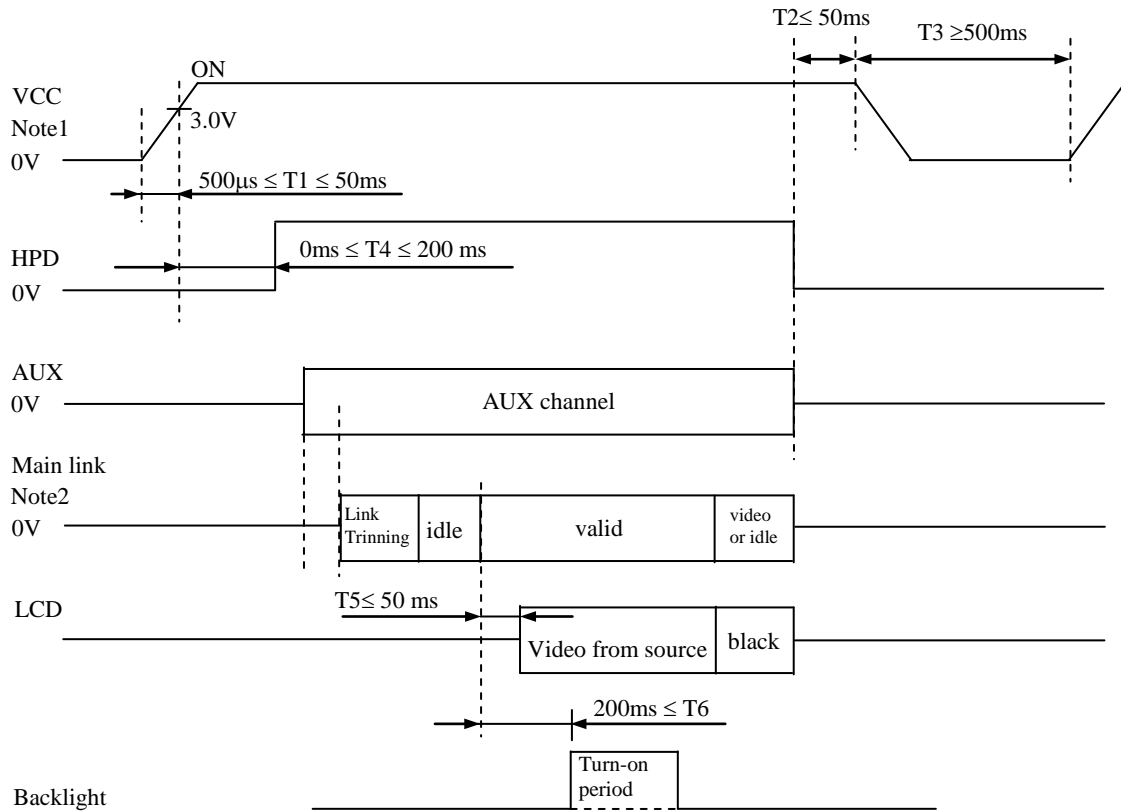 T2≤ 50ms
T3 ≥500ms
ON
VCC
Note1
3.0V
0V
500μs ≤ T1 ≤ 50ms
HPD
0ms ≤ T4 ≤ 200 ms
0V
AUX
0V
AUX channel
Main link
Note2
0V
Link
Trinning
idle
valid
video
or idle
LCD
T5≤ 50 ms
Video from source
black
200ms ≤ T6
Turn-on
period
Backlight